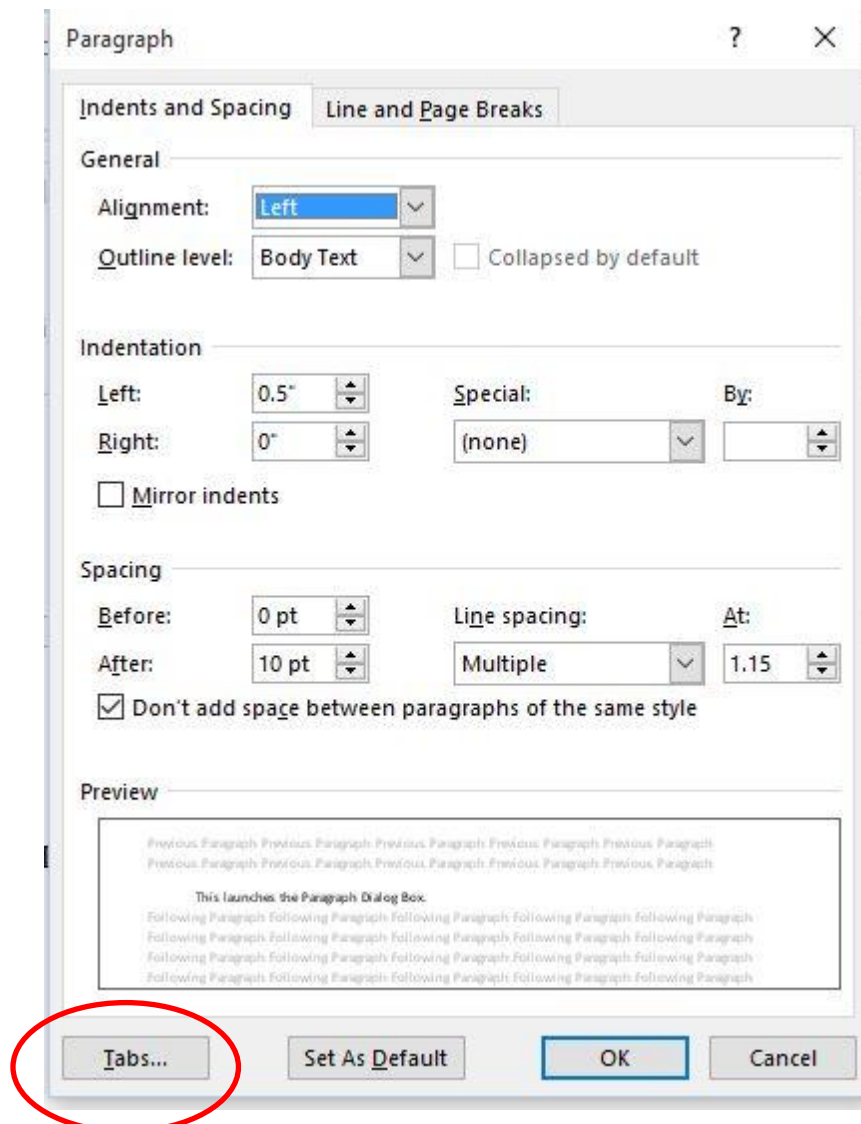 Paragraph ?
Indents and Spacing Line and Page Breaks
General
Alignment: Left
Outline level: Body Text Collapsed by default
Indentation
Left: 0.5" Special: By:
Right: 0" (none)
Mirror indents
Spacing
Before: 0 pt Line spacing: At:
After: 10 pt Multiple 1.15
Don't add space between paragraphs of the same style
Preview
Previous Paragraph Previous Paragraph Previous Paragraph Previous Paragraph Previous Paragraph
Previous Paragraph Previous Paragraph Previous Paragraph Previous Paragraph Previous Paragraph
This launches the Paragraph Dialog Box.
Following Paragraph Following Paragraph Following Paragraph Following Paragraph Following Paragraph
Following Paragraph Following Paragraph Following Paragraph Following Paragraph Following Paragraph
Following Paragraph Following Paragraph Following Paragraph Following Paragraph Following Paragraph
Following Paragraph Following Paragraph Following Paragraph Following Paragraph Following Paragraph
Tabs... Set As Default OK Cancel